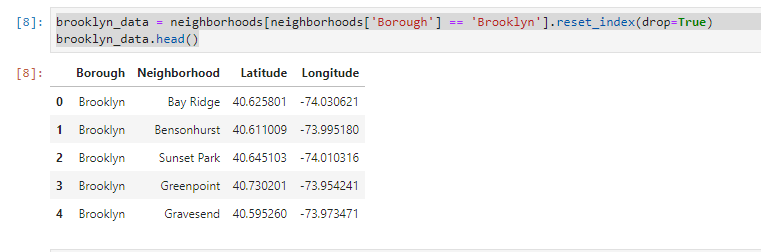 [8]: brooklyn_data = neighborhoods[neighborhoods['Borough'] == 'Brooklyn'].reset_index(drop=True)
brooklyn_data.head()
[8]: Borough Neighborhood Latitude Longitude
0 Brooklyn Bay Ridge 40.625801 -74.030621
1 Brooklyn Bensonhurst 40.611009 -73.995180
2 Brooklyn Sunset Park 40.645103 -74.010316
3 Brooklyn Greenpoint 40.730201 -73.954241
4 Brooklyn Gravesend 40.595260 -73.973471